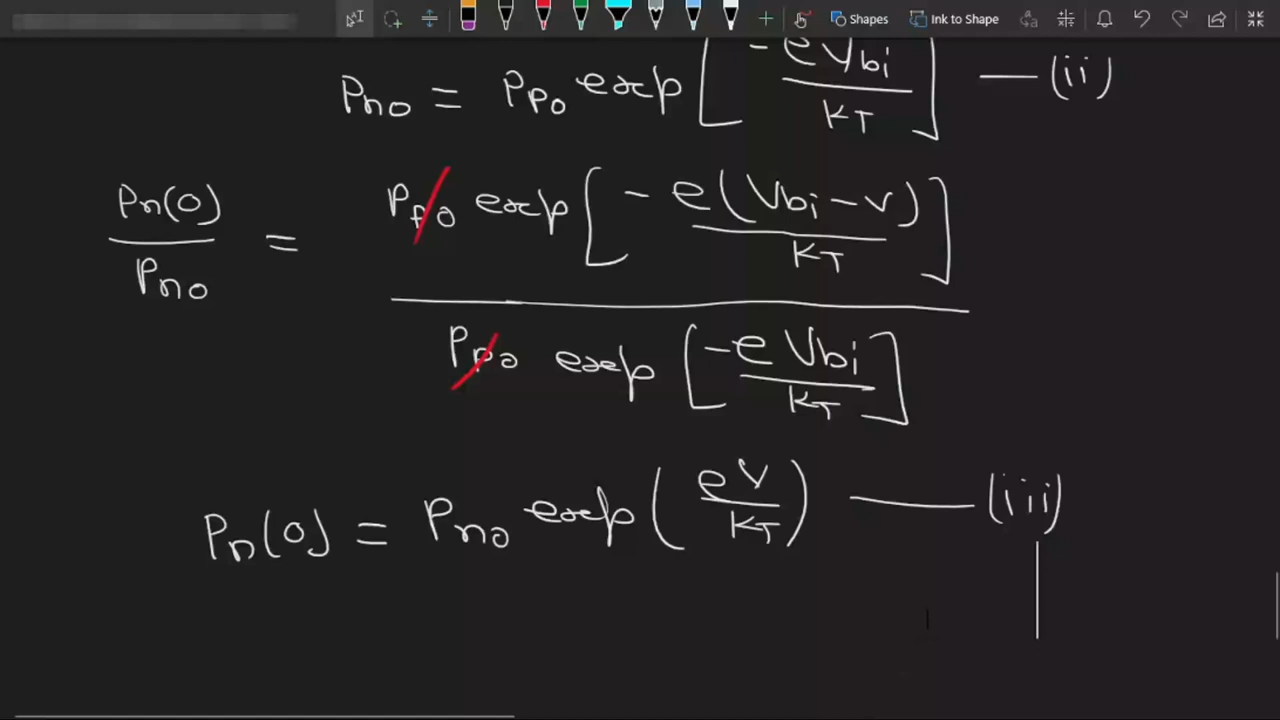 Shapes Ink to Shape
Pno = Ppo exp[-eVbi/KT] — (ii)
Pn(0)/Pno = Ppo exp[-e(Vbi-V)/KT] / Ppo exp[-eVbi/KT]
Pn(0) = Pno exp(eV/KT) — (iii)